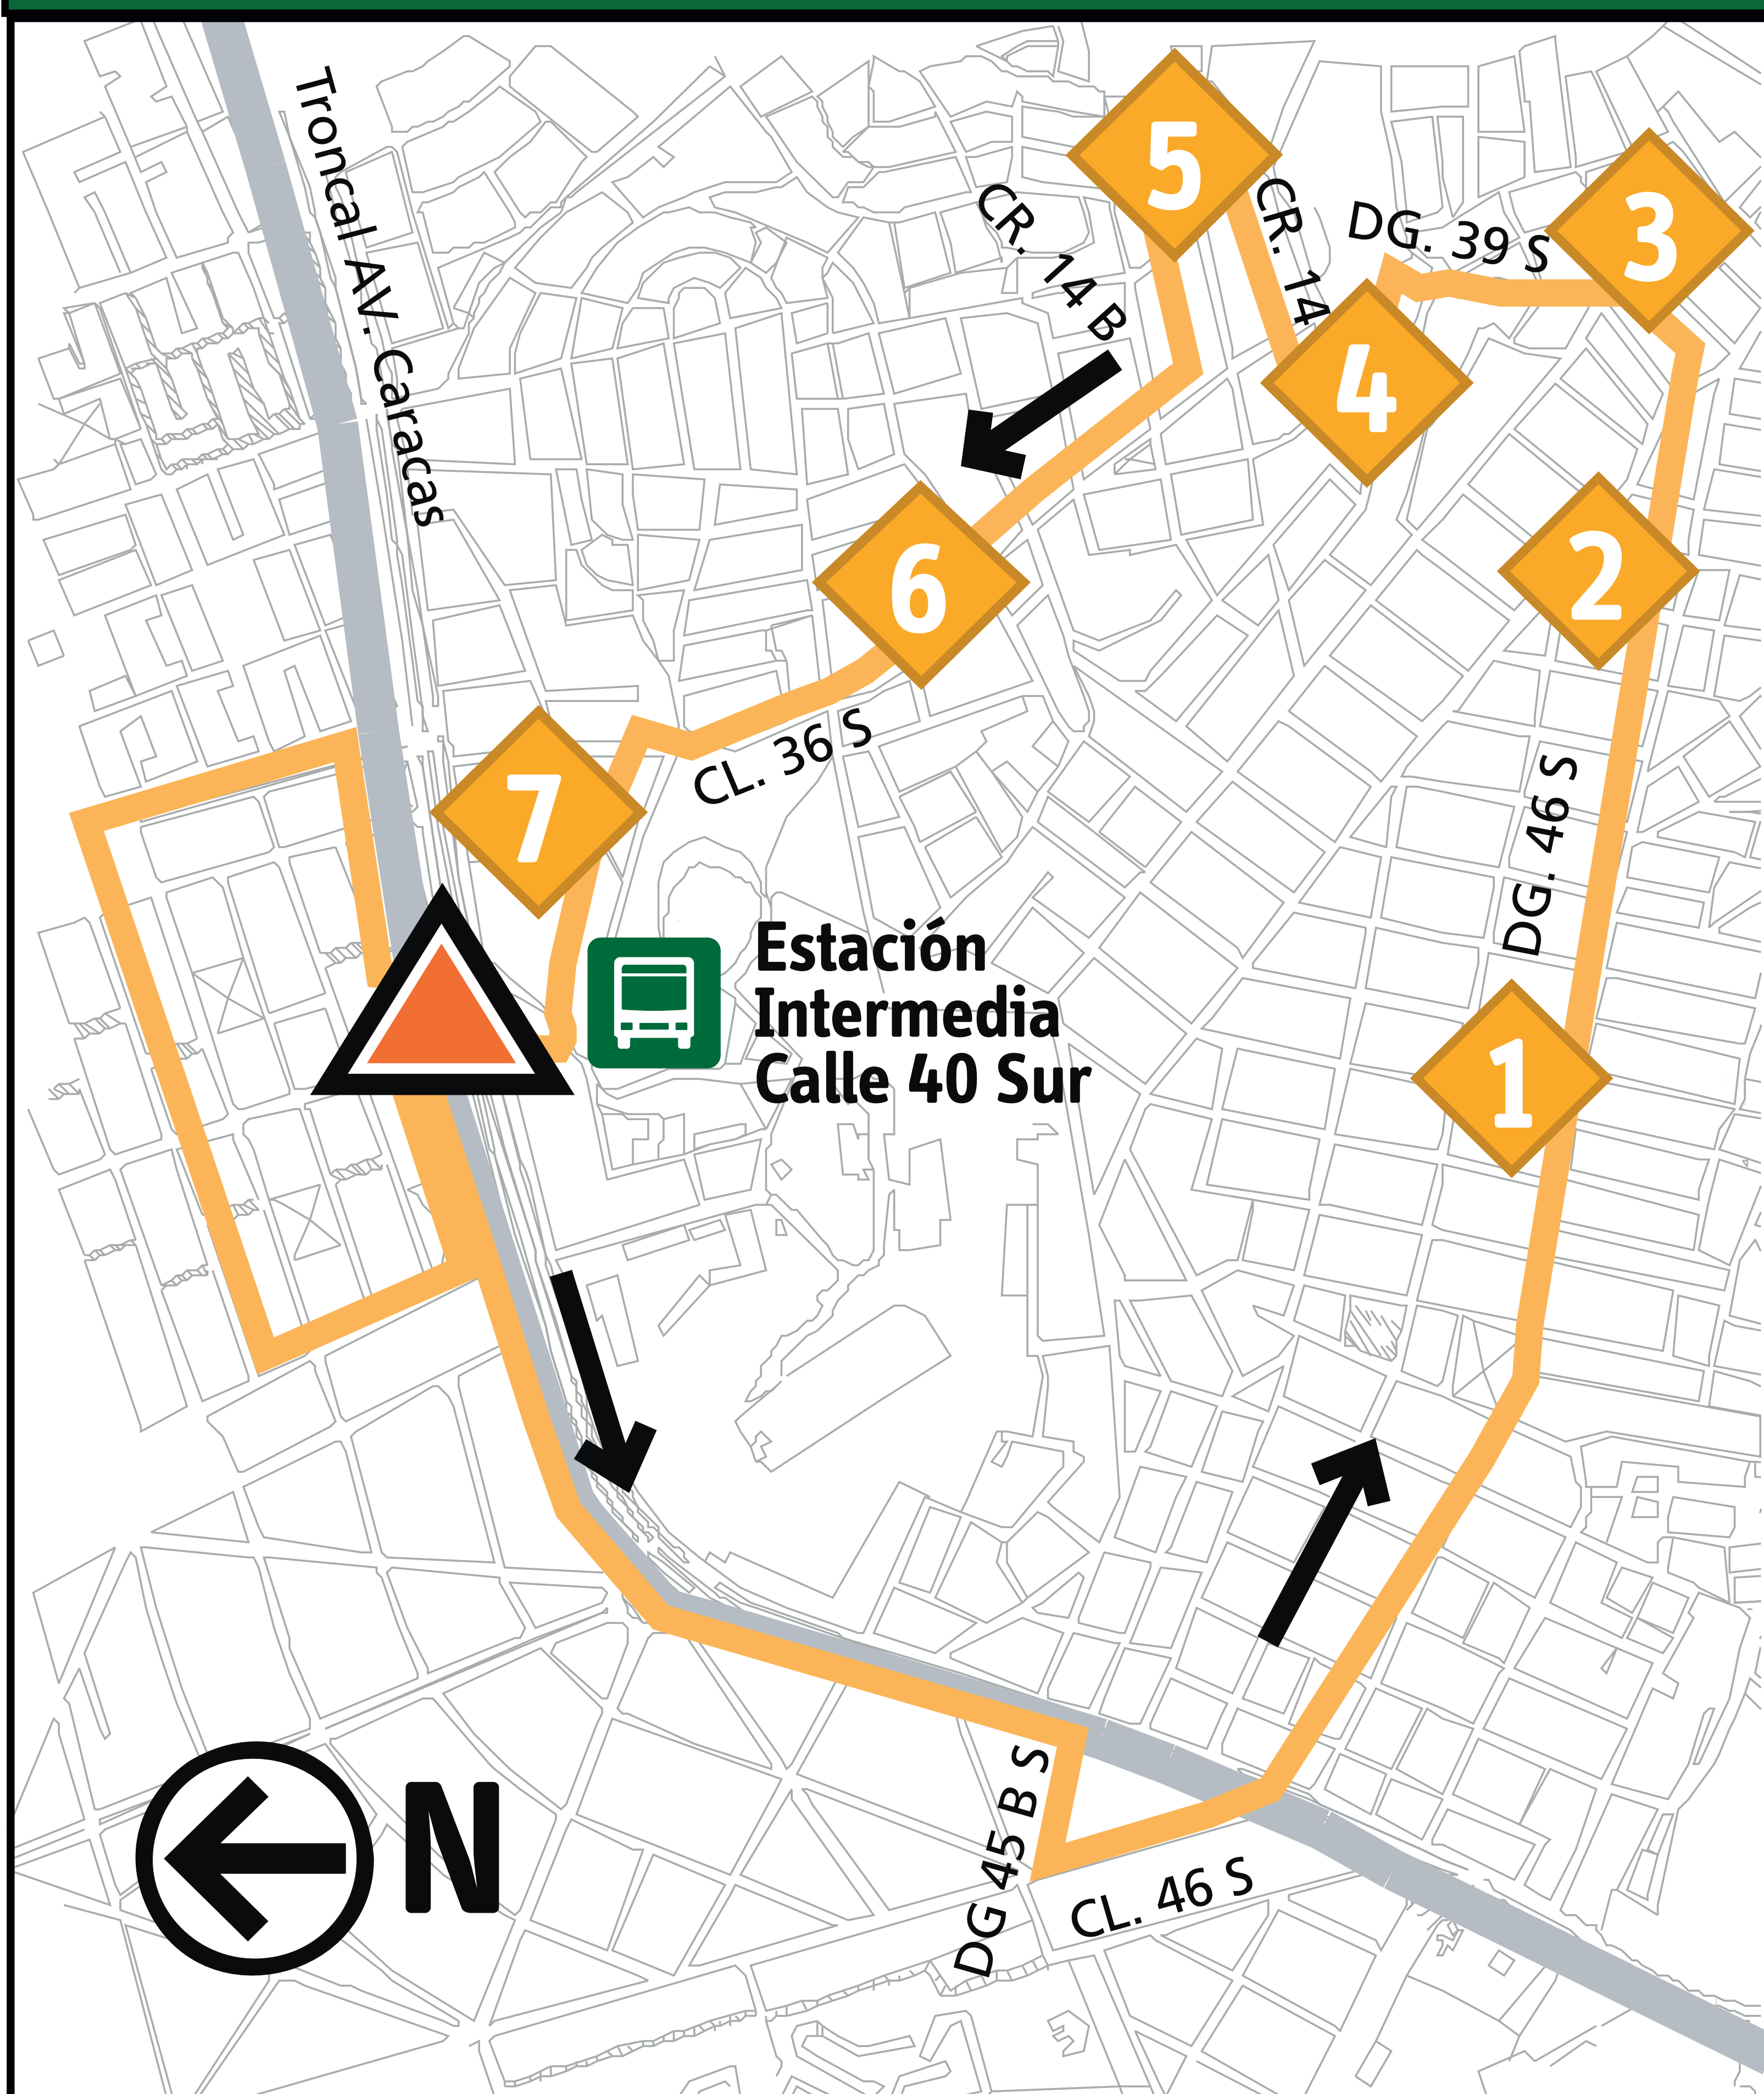 Troncal AV. Caracas
5
CR. 14 B
CR. 14
DG. 39 S
3
4
6
2
CL. 36 S
7
DG. 46 S
Estación
Intermedia
Calle 40 Sur
1
DG 45 B S
CL. 46 S
N